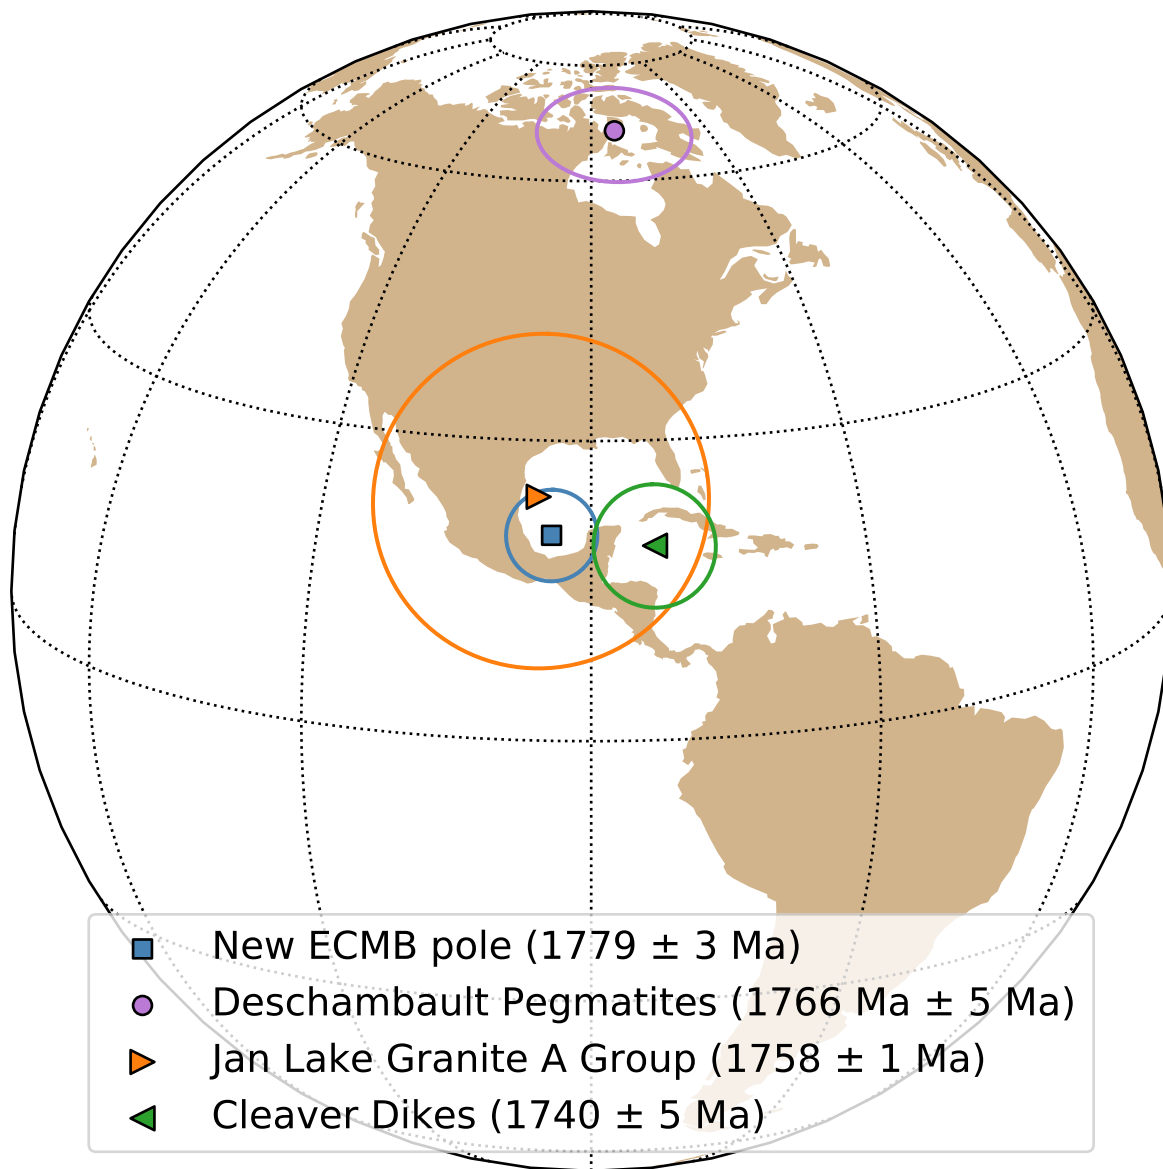 New ECMB pole (1779 ± 3 Ma)
Deschambault Pegmatites (1766 Ma ± 5 Ma)
Jan Lake Granite A Group (1758 ± 1 Ma)
Cleaver Dikes (1740 ± 5 Ma)